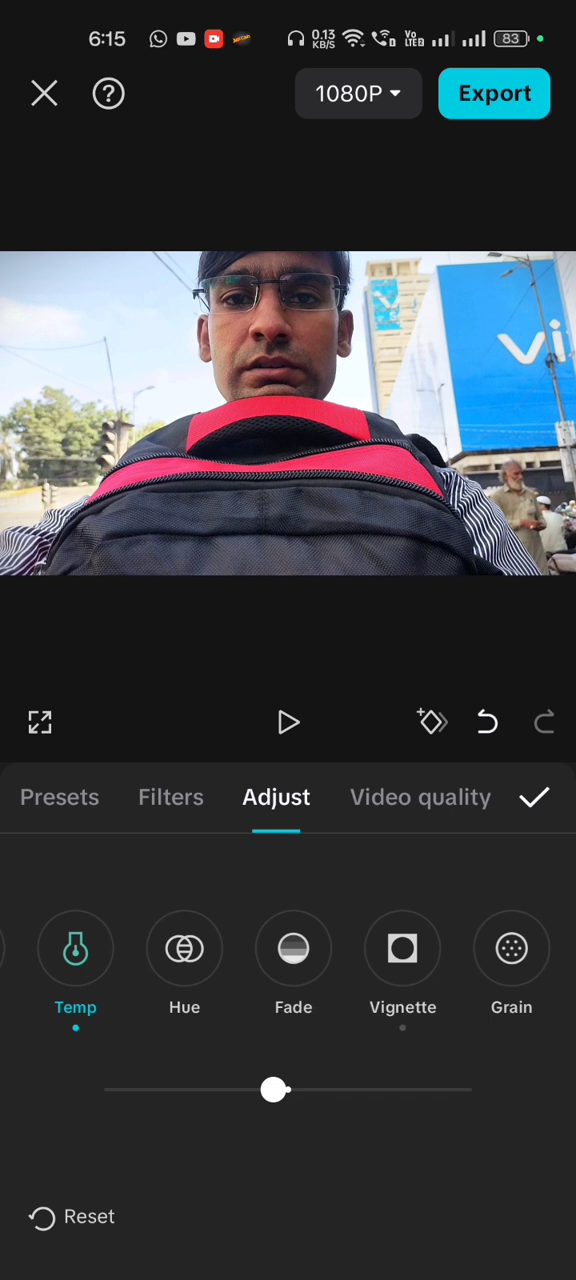 6:15
0.13
KB/S
Vo
LTE2
83
1080P
Export
Vi
Presets Filters Adjust Video quality
Temp Hue Fade Vignette Grain
Reset